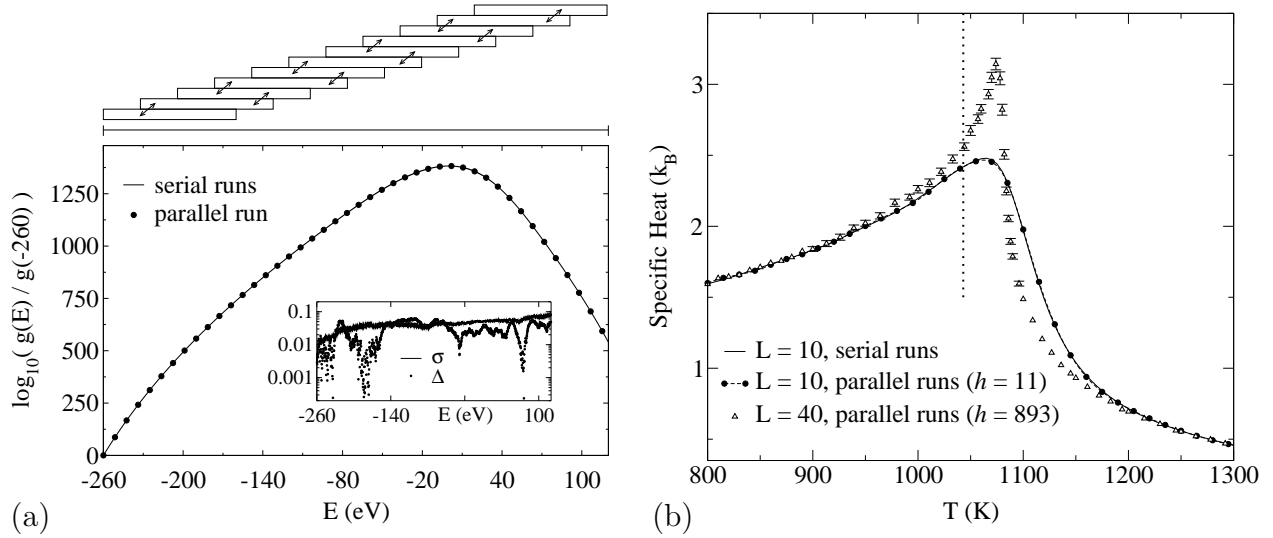 log10( g(E) / g(-260) )
1250
1000
750
500
250
0
serial runs
parallel run
0.1
0.01
0.001
σ
Δ
-260 -140 E (eV) 100
-260 -200 -140 -80 -20 40 100
E (eV)
(a)
Specific Heat (k_B)
3
2
1
L = 10, serial runs
L = 10, parallel runs (h = 11)
L = 40, parallel runs (h = 893)
800 900 1000 1100 1200 1300
T (K)
(b)